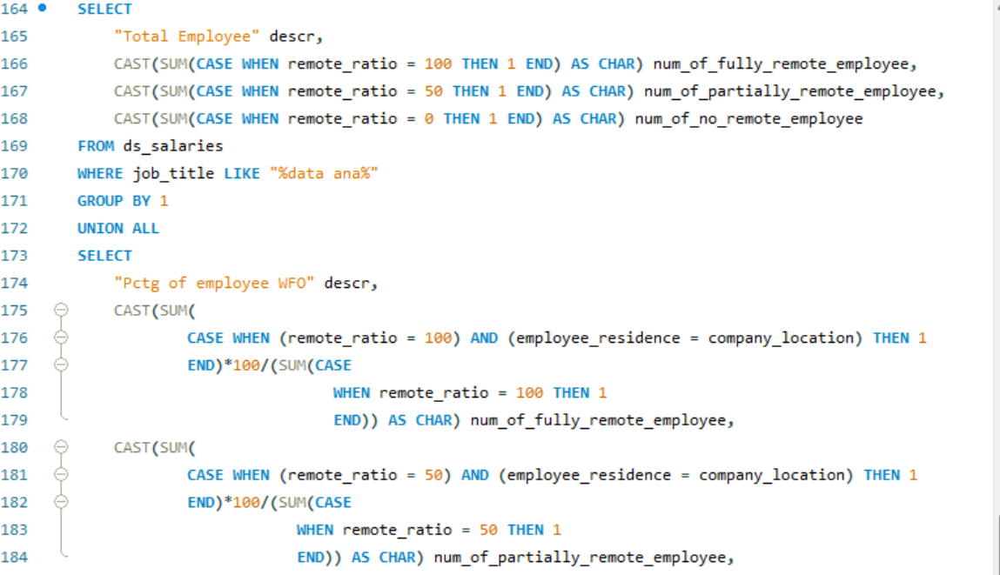 164 SELECT
165 "Total Employee" descr,
166 CAST(SUM(CASE WHEN remote_ratio = 100 THEN 1 END) AS CHAR) num_of_fully_remote_employee,
167 CAST(SUM(CASE WHEN remote_ratio = 50 THEN 1 END) AS CHAR) num_of_partially_remote_employee,
168 CAST(SUM(CASE WHEN remote_ratio = 0 THEN 1 END) AS CHAR) num_of_no_remote_employee
169 FROM ds_salaries
170 WHERE job_title LIKE "%data ana%"
171 GROUP BY 1
172 UNION ALL
173 SELECT
174 "Pctg of employee WFO" descr,
175 CAST(SUM(
176 CASE WHEN (remote_ratio = 100) AND (employee_residence = company_location) THEN 1
177 END)*100/(SUM(CASE
178 WHEN remote_ratio = 100 THEN 1
179 END)) AS CHAR) num_of_fully_remote_employee,
180 CAST(SUM(
181 CASE WHEN (remote_ratio = 50) AND (employee_residence = company_location) THEN 1
182 END)*100/(SUM(CASE
183 WHEN remote_ratio = 50 THEN 1
184 END)) AS CHAR) num_of_partially_remote_employee,